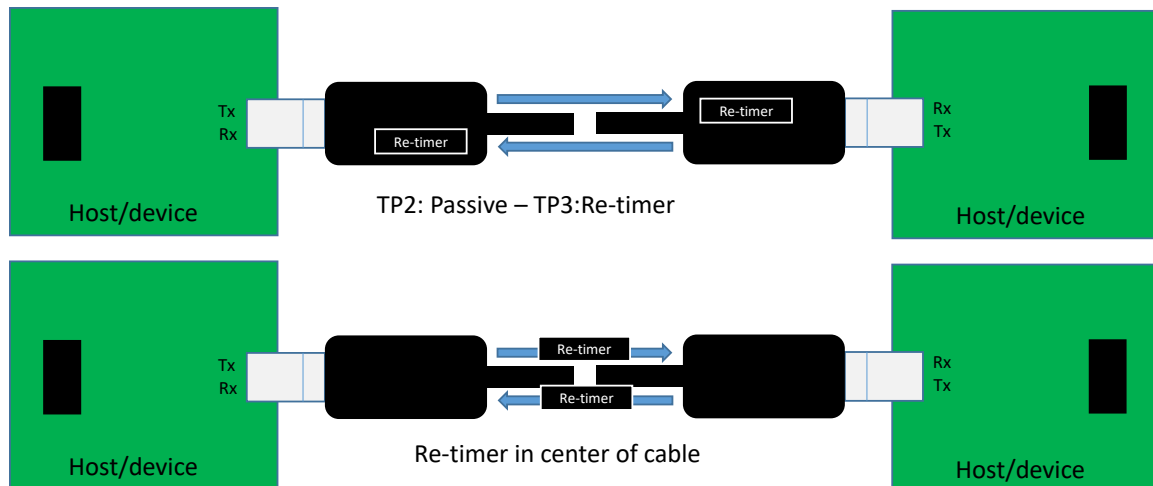 Tx
Rx
Re-timer
Re-timer
Rx
Tx
Host/device
TP2: Passive – TP3:Re-timer
Host/device
Tx
Rx
Re-timer
Re-timer
Rx
Tx
Host/device
Re-timer in center of cable
Host/device